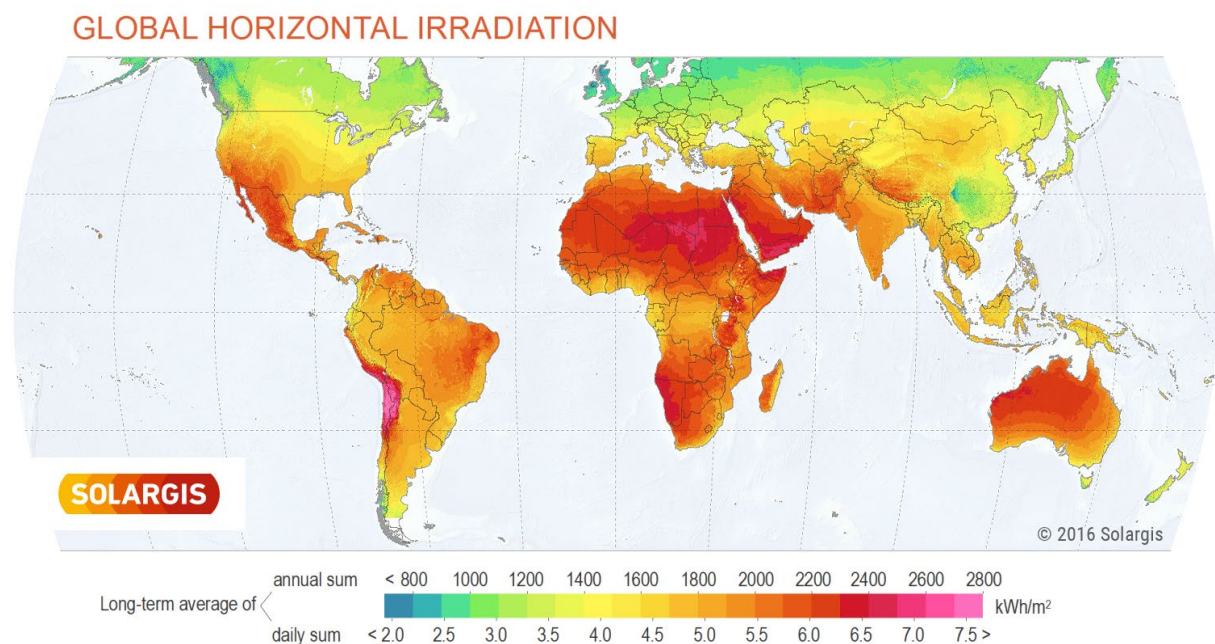 GLOBAL HORIZONTAL IRRADIATION
SOLARGIS
© 2016 Solargis
annual sum < 800 1000 1200 1400 1600 1800 2000 2200 2400 2600 2800
Long-term average of kWh/m²
daily sum < 2.0 2.5 3.0 3.5 4.0 4.5 5.0 5.5 6.0 6.5 7.0 7.5 >